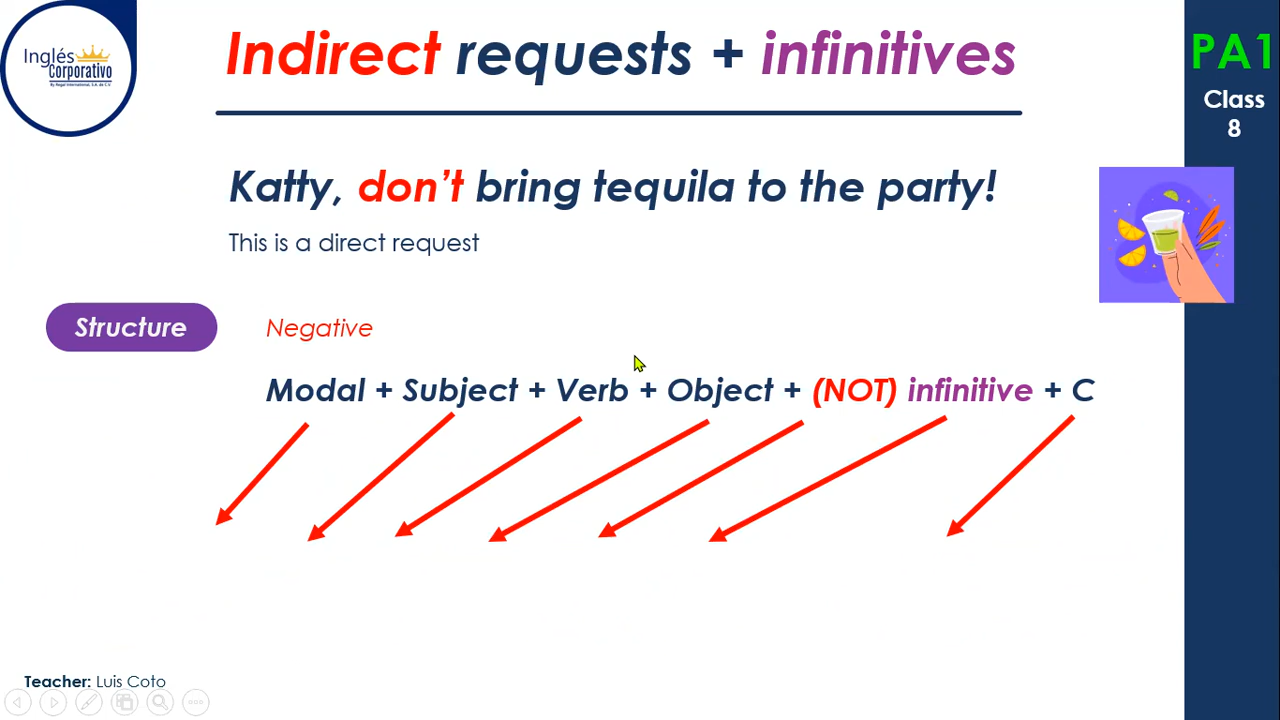 Inglés
Corporativo
By Regal International, S.A. de C.V.
Indirect requests + infinitives
PA1
Class
8
Katty, don't bring tequila to the party!
This is a direct request
Structure
Negative
Modal + Subject + Verb + Object + (NOT) infinitive + C
Teacher: Luis Coto